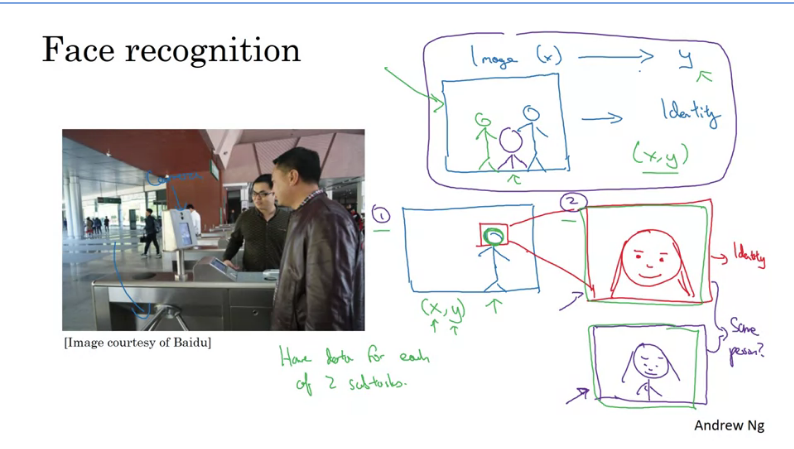 Face recognition
Image (x) → y
→ Identity
(x,y)
1
2
→ Identity
(x,y)
Same
person?
[Image courtesy of Baidu]
Have data for each
of 2 subtasks.
Andrew Ng